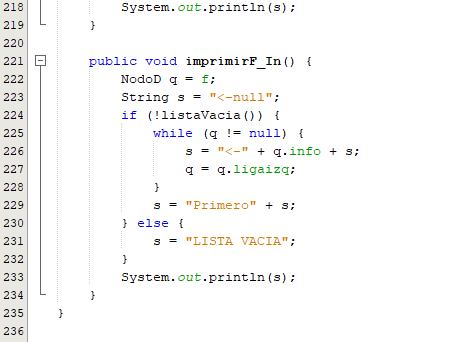 218 System.out.println(s);
219 }
220
221 public void imprimirF_In() {
222 NodoD q = f;
223 String s = "<-null";
224 if (!listaVacia()) {
225 while (q != null) {
226 s = "<-" + q.info + s;
227 q = q.ligaizq;
228 }
229 s = "Primero" + s;
230 } else {
231 s = "LISTA VACIA";
232 }
233 System.out.println(s);
234 }
235 }
236